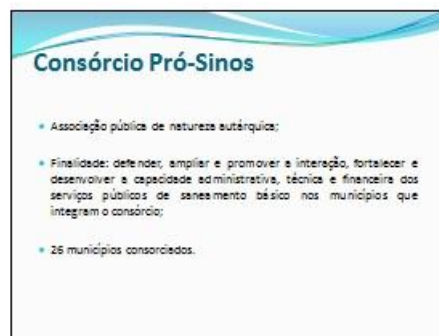 Consórcio Pró-Sinos
• Associação pública de natureza autárquica;
• Finalidade: defender, ampliar e promover a interação, fortalecer e
desenvolver a capacidade administrativa, técnica e financeira dos
serviços públicos de saneamento básico nos municípios que
integram o consórcio;
• 26 municípios consorciados.